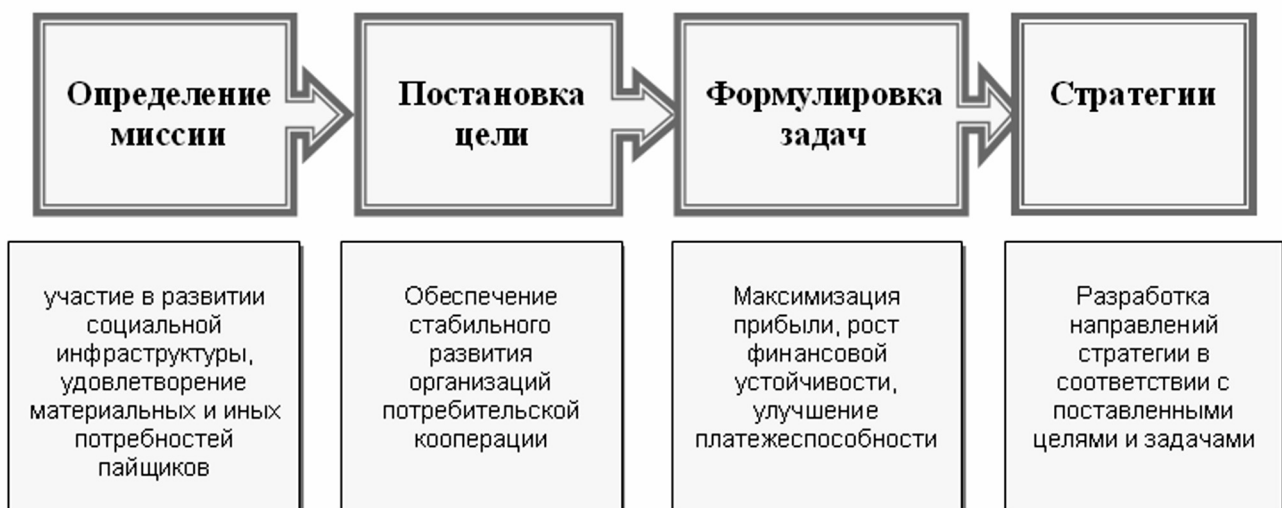 Определение
миссии
Постановка
цели
Формулировка
задач
Стратегии
участие в развитии
социальной
инфраструктуры,
удовлетворение
материальных и иных
потребностей
пайщиков
Обеспечение
стабильного
развития
организаций
потребительской
кооперации
Максимизация
прибыли, рост
финансовой
устойчивости,
улучшение
платежеспособности
Разработка
направлений
стратегии в
соответствии с
поставленными
целями и задачами